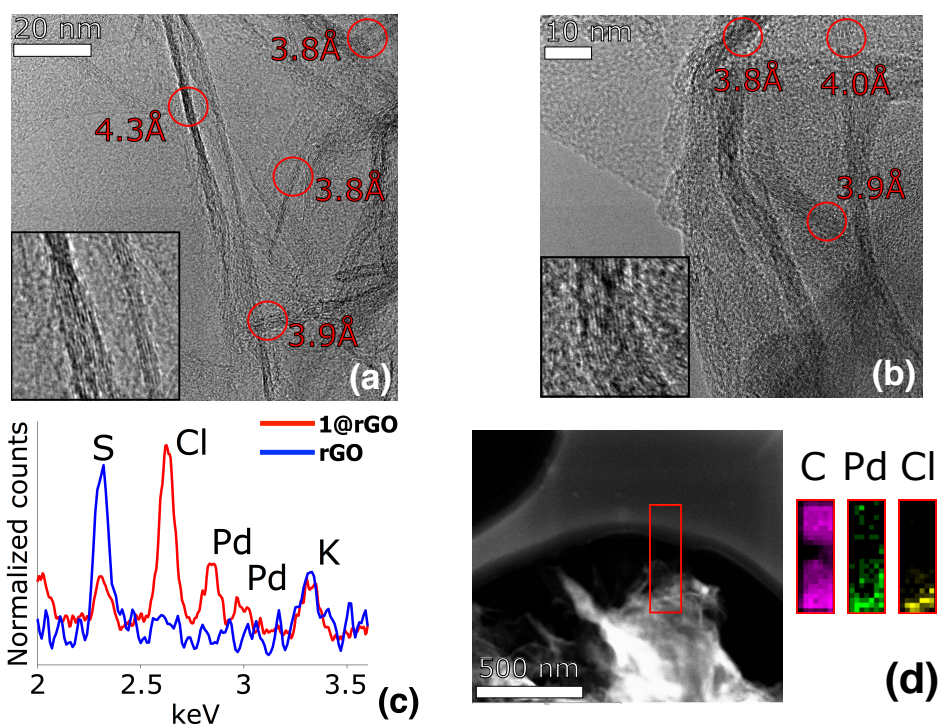 20 nm
3.8Å
4.3Å
3.8Å
3.9Å
(a)
10 nm
3.8Å
4.0Å
3.9Å
(b)
Normalized counts
1@rGO
rGO
S
Cl
Pd
Pd
K
2
2.5
3
3.5
keV
(c)
500 nm
C Pd Cl
(d)